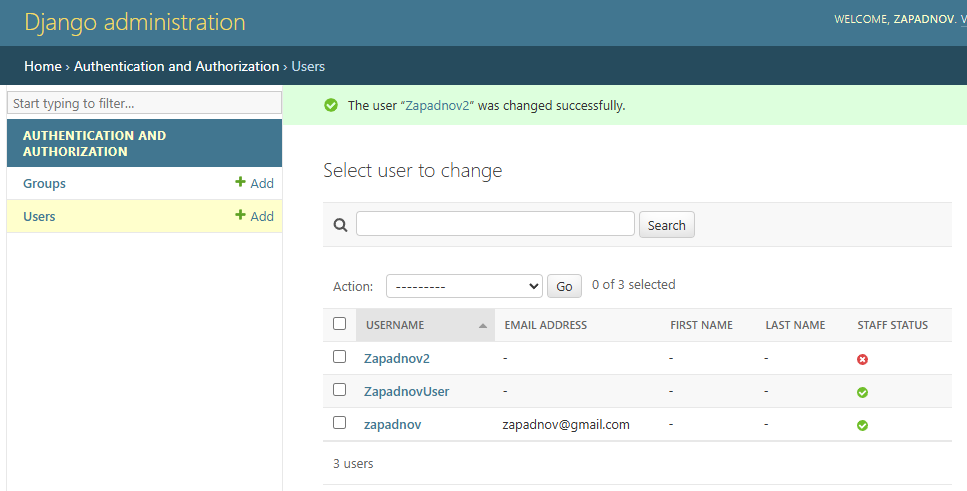 Django administration
WELCOME, ZAPADNOV. V
Home › Authentication and Authorization › Users
Start typing to filter...
AUTHENTICATION AND
AUTHORIZATION
Groups + Add
Users + Add
The user “Zapadnov2” was changed successfully.
Select user to change
Search
Action: --------- Go 0 of 3 selected
USERNAME EMAIL ADDRESS FIRST NAME LAST NAME STAFF STATUS
Zapadnov2 - - -
ZapadnovUser - - -
zapadnov zapadnov@gmail.com - -
3 users